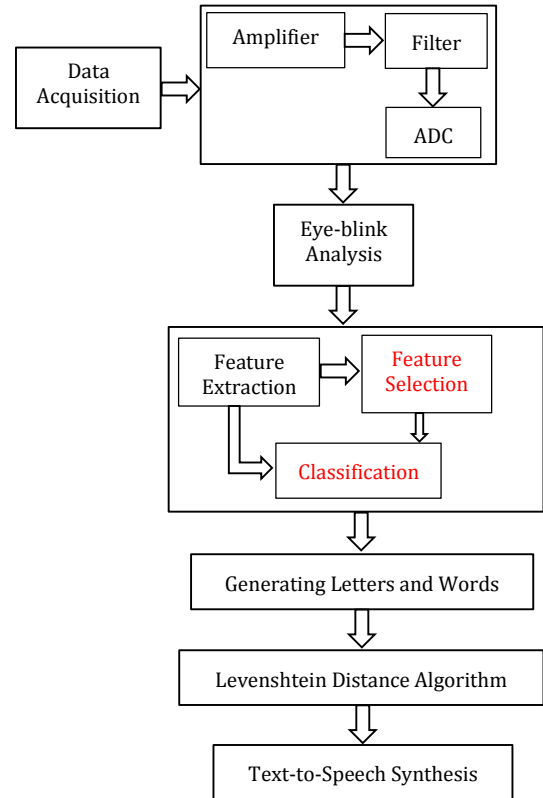 Amplifier
Filter
Data
Acquisition
ADC
Eye-blink
Analysis
Feature
Extraction
Feature
Selection
Classification
Generating Letters and Words
Levenshtein Distance Algorithm
Text-to-Speech Synthesis